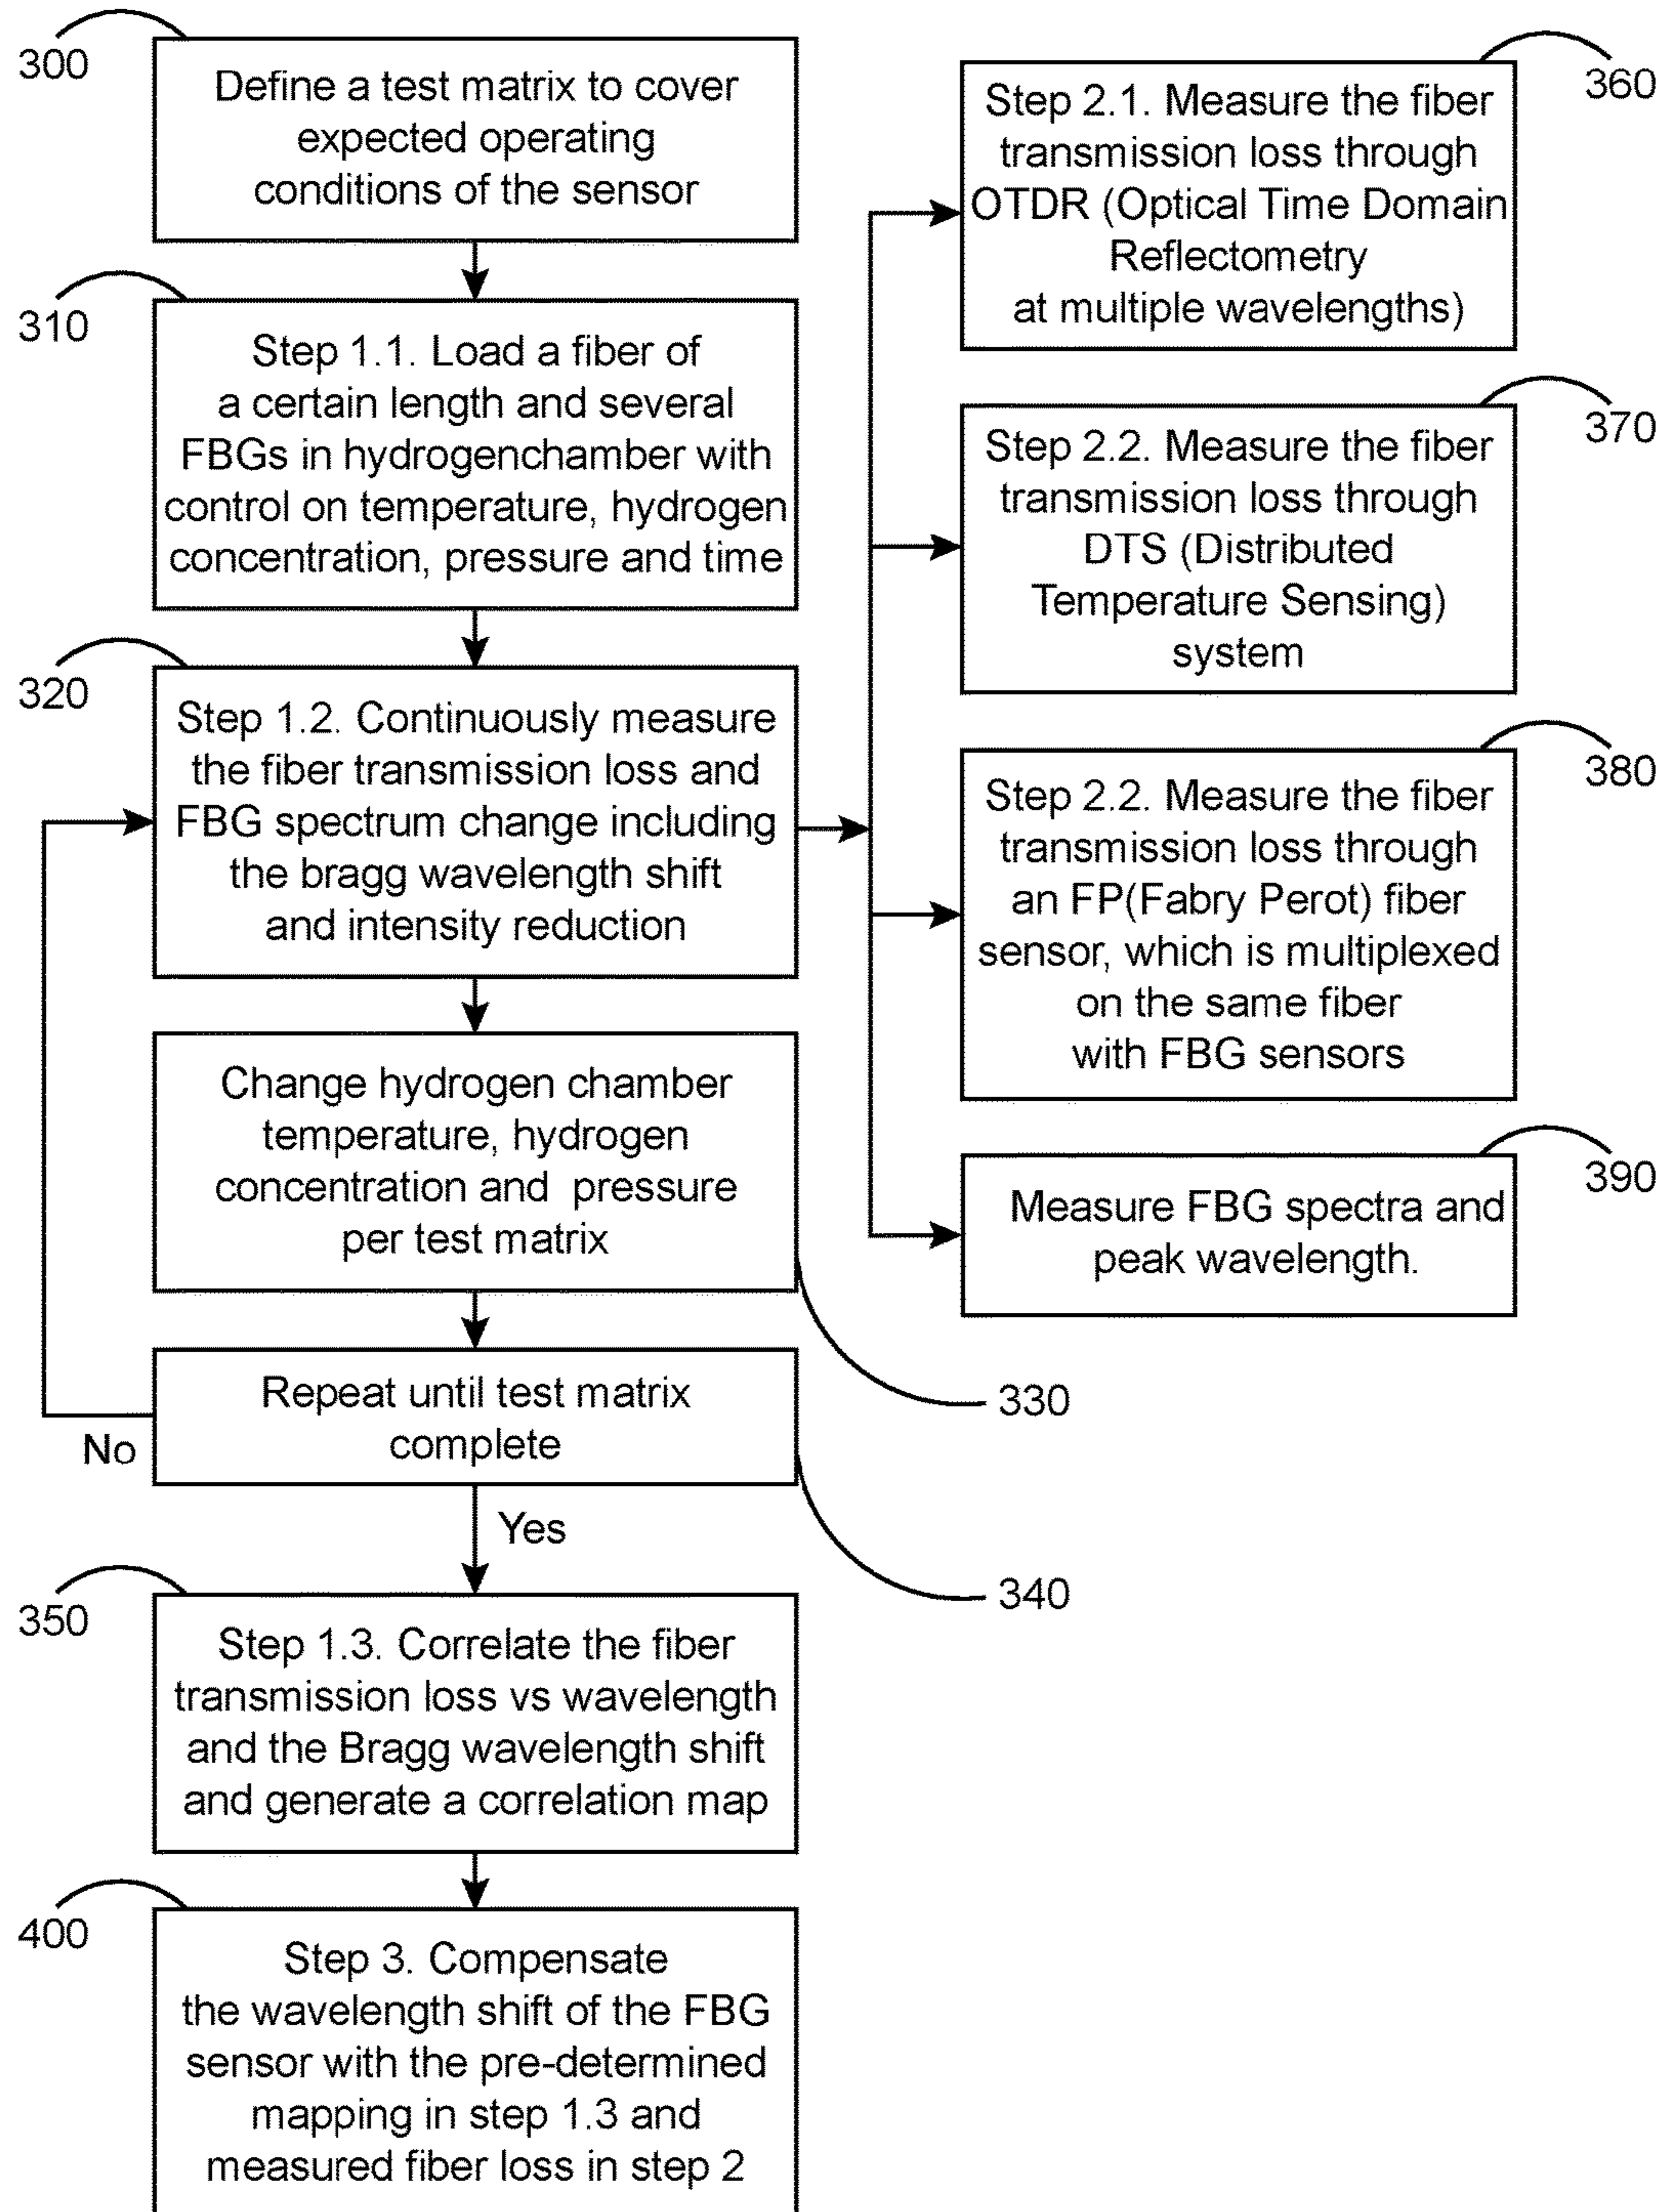 300
Define a test matrix to cover
expected operating
conditions of the sensor
310
Step 1.1. Load a fiber of
a certain length and several
FBGs in hydrogenchamber with
control on temperature, hydrogen
concentration, pressure and time
320
Step 1.2. Continuously measure
the fiber transmission loss and
FBG spectrum change including
the bragg wavelength shift
and intensity reduction
Change hydrogen chamber
temperature, hydrogen
concentration and pressure
per test matrix
330
Repeat until test matrix
complete
No
Yes
340
350
Step 1.3. Correlate the fiber
transmission loss vs wavelength
and the Bragg wavelength shift
and generate a correlation map
400
Step 3. Compensate
the wavelength shift of the FBG
sensor with the pre-determined
mapping in step 1.3 and
measured fiber loss in step 2
360
Step 2.1. Measure the fiber
transmission loss through
OTDR (Optical Time Domain
Reflectometry
at multiple wavelengths)
370
Step 2.2. Measure the fiber
transmission loss through
DTS (Distributed
Temperature Sensing)
system
380
Step 2.2. Measure the fiber
transmission loss through
an FP(Fabry Perot) fiber
sensor, which is multiplexed
on the same fiber
with FBG sensors
390
Measure FBG spectra and
peak wavelength.